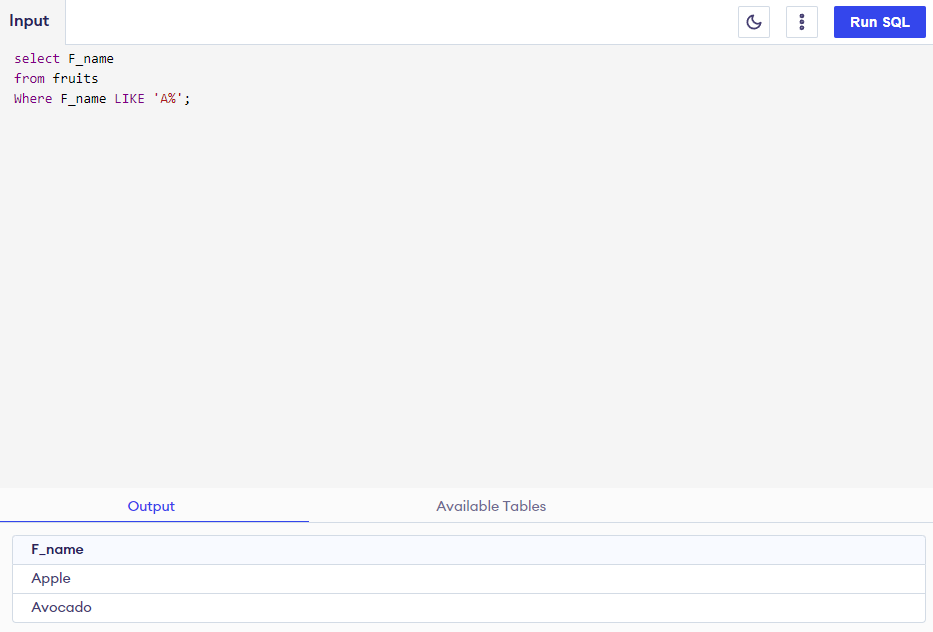 Input
Run SQL
select F_name
from fruits
Where F_name LIKE 'A%';
Output
Available Tables
F_name
Apple
Avocado